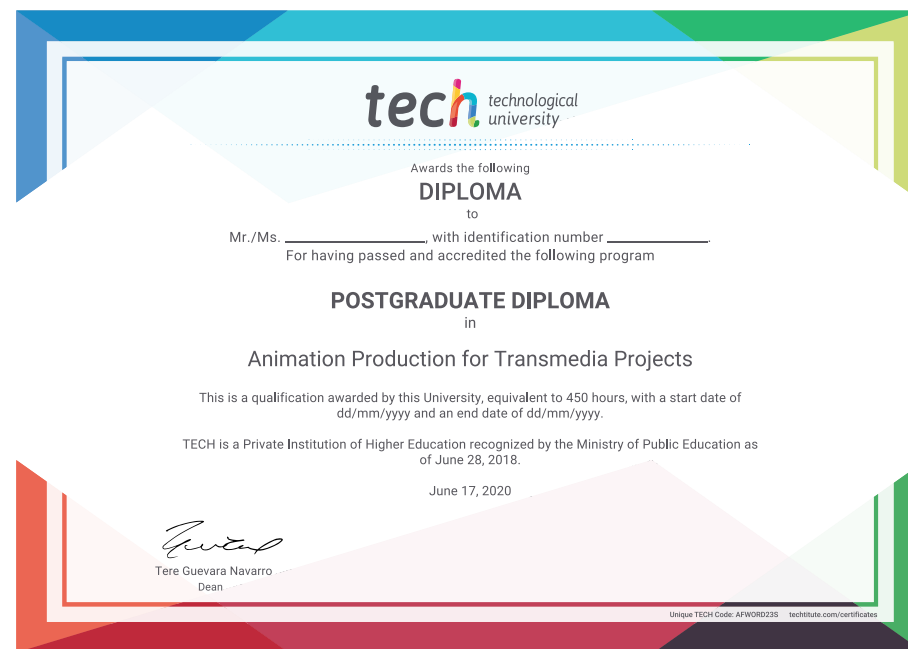 tech technological
university
Awards the following
DIPLOMA
to
Mr./Ms. ____________, with identification number ____________.
For having passed and accredited the following program
POSTGRADUATE DIPLOMA
in
Animation Production for Transmedia Projects
This is a qualification awarded by this University, equivalent to 450 hours, with a start date of
dd/mm/yyyy and an end date of dd/mm/yyyy.
TECH is a Private Institution of Higher Education recognized by the Ministry of Public Education as
of June 28, 2018.
June 17, 2020
Tere Guevara Navarro
Dean
Unique TECH Code: AFWORD23S techtitute.com/certificates